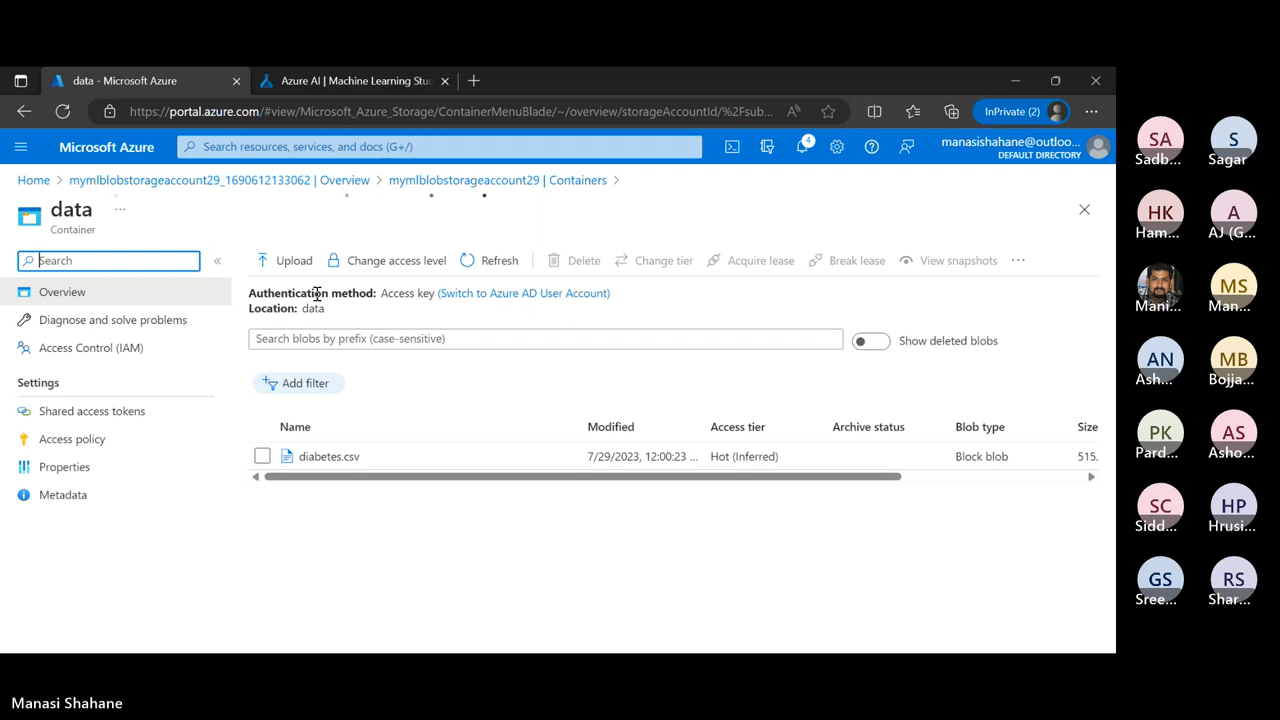 data - Microsoft Azure
Azure AI | Machine Learning Stu
https://portal.azure.com/#view/Microsoft_Azure_Storage/ContainerMenuBlade/~/overview/storageAccountId/%2Fsub...
InPrivate (2)
Microsoft Azure
Search resources, services, and docs (G+/)
4
manasishahane@outloo...
DEFAULT DIRECTORY
Home > mymlblobstorageaccount29_1690612133062 | Overview > mymlblobstorageaccount29 | Containers >
data ...
Container
Search
Overview
Diagnose and solve problems
Access Control (IAM)
Settings
Shared access tokens
Access policy
Properties
Metadata
Upload Change access level Refresh Delete Change tier Acquire lease Break lease View snapshots ...
Authentication method: Access key (Switch to Azure AD User Account)
Location: data
Search blobs by prefix (case-sensitive)
Show deleted blobs
Add filter
Name Modified Access tier Archive status Blob type Size
diabetes.csv 7/29/2023, 12:00:23 ... Hot (Inferred) Block blob 515.
SA S
Sadb... Sagar
HK A
Ham... AJ (G...
MS
Mani... Man...
AN MB
Ash... Bojja...
PK AS
Pard... Asho...
SC HP
Sidd... Hrusi...
GS RS
Sree... Shar...
Manasi Shahane